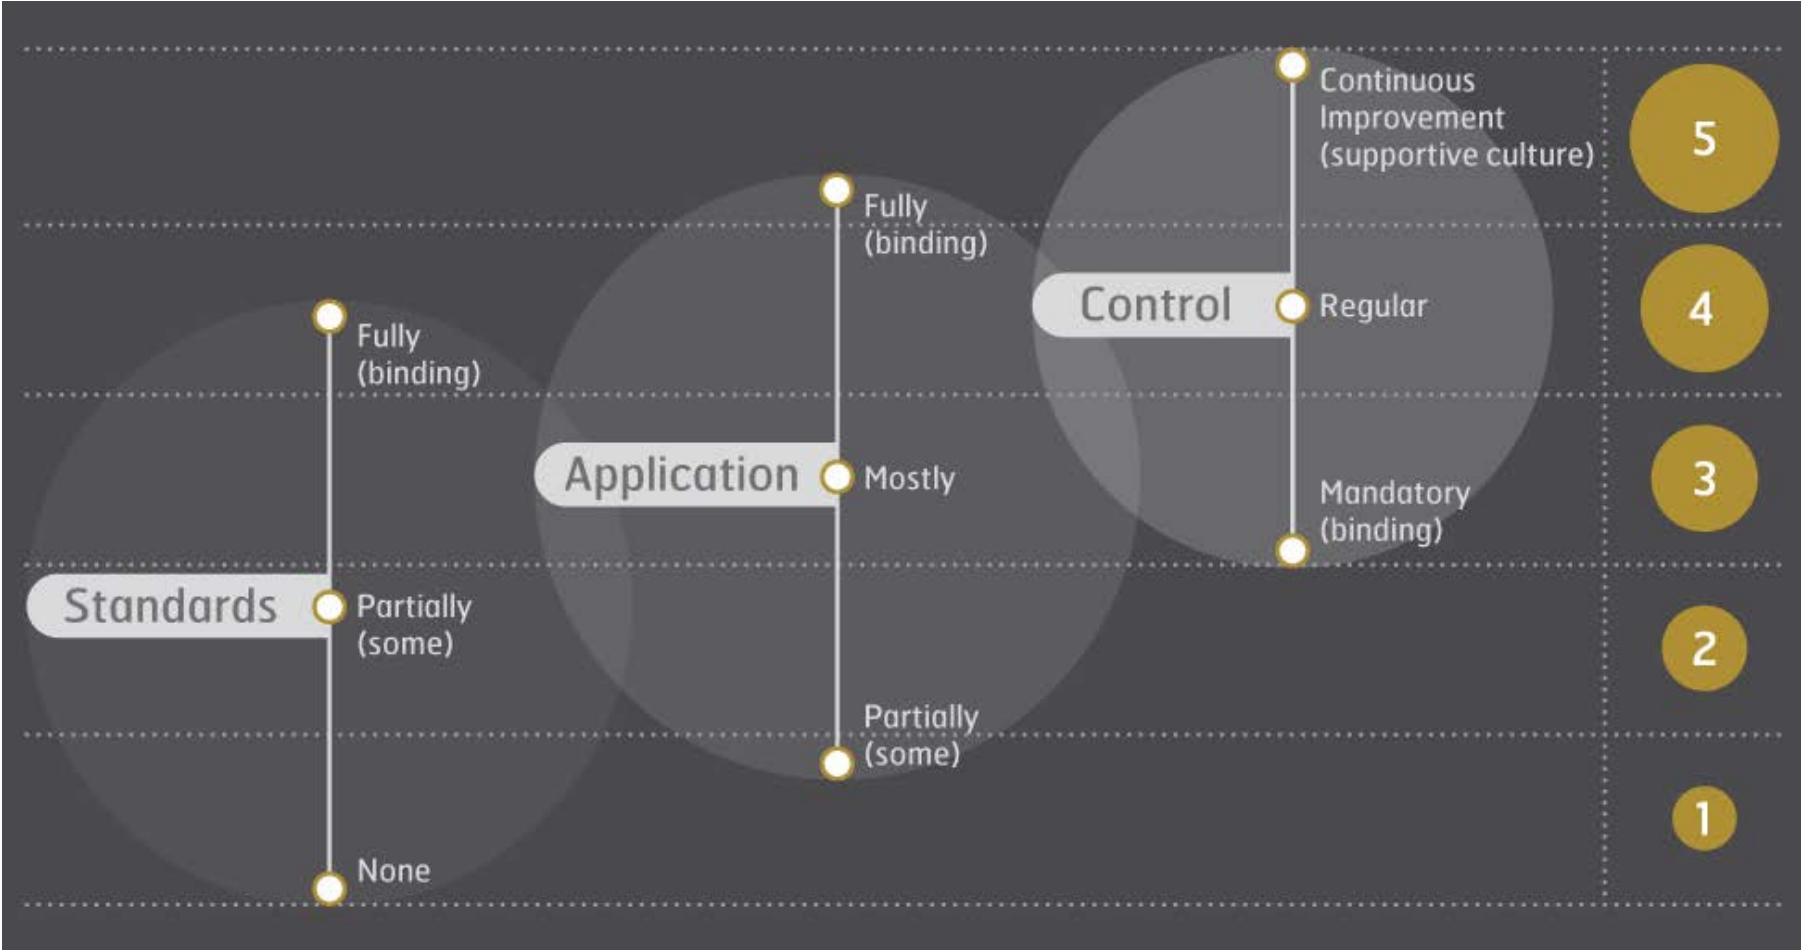 Standards
Fully
(binding)
Partially
(some)
None
Application
Fully
(binding)
Mostly
Partially
(some)
Control
Continuous
Improvement
(supportive culture)
Regular
Mandatory
(binding)
5
4
3
2
1